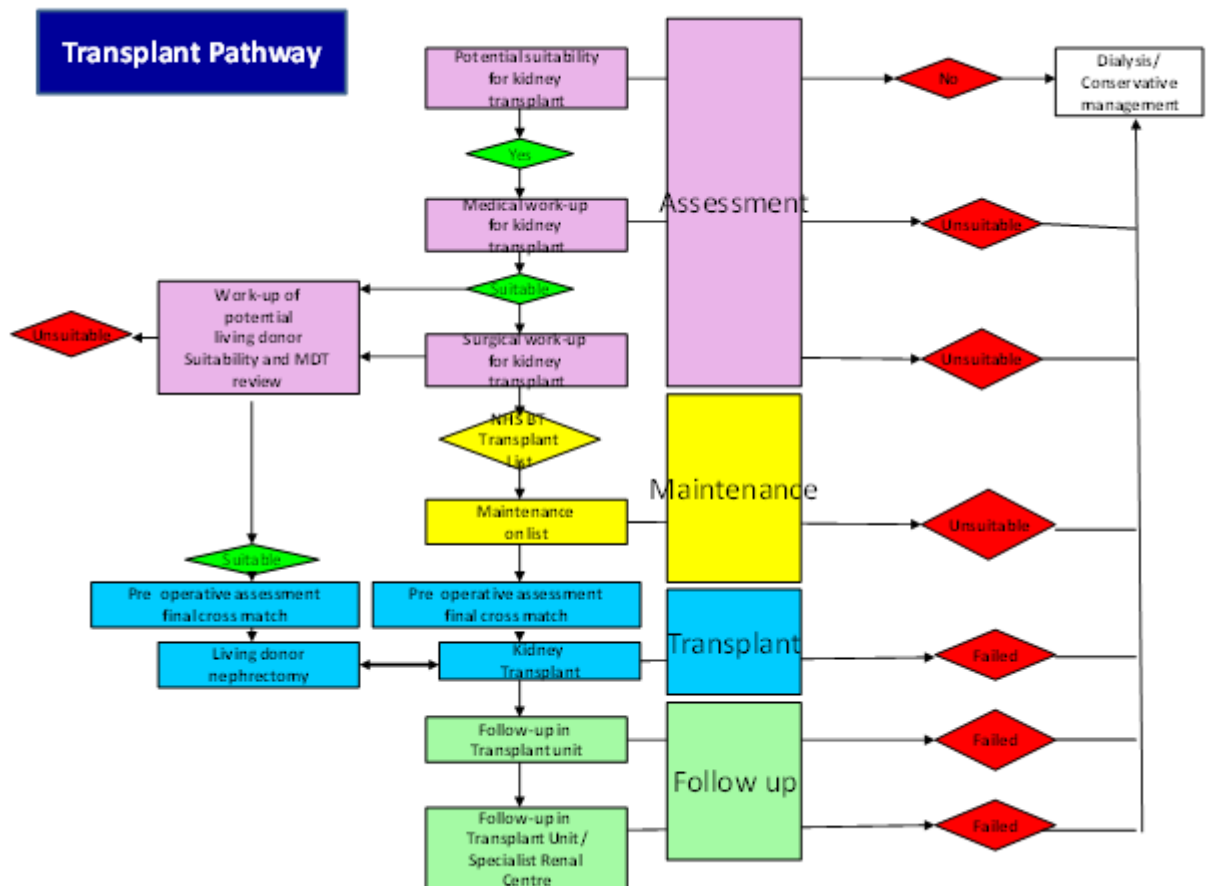 Transplant Pathway
Potential suitability
for kidney
transplant
No
Dialysis/
Conservative
management
Yes
Assessment
Medical work-up
for kidney
transplant
Unsuitable
Suitable
Work-up of
potential
living donor
Suitability and MDT
review
Unsuitable
Surgical work-up
for kidney
transplant
Unsuitable
NHS BT
Transplant
List
Maintenance
Maintenance
on list
Unsuitable
Suitable
Pre operative assessment
final cross match
Pre operative assessment
final cross match
Transplant
Living donor
nephrectomy
Kidney
Transplant
Failed
Follow-up in
Transplant unit
Failed
Follow up
Follow-up in
Transplant Unit/
Specialist Renal
Centre
Failed